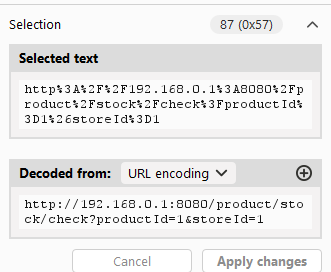 Selection 87 (0x57)
Selected text
http%3A%2F%2F192.168.0.1%3A8080%2Fp
roduct%2Fstock%2Fcheck%3FproductId
%3D1%26storeId%3D1
Decoded from: URL encoding
http://192.168.0.1:8080/product/sto
ck/check?productId=1&storeId=1
Cancel Apply changes